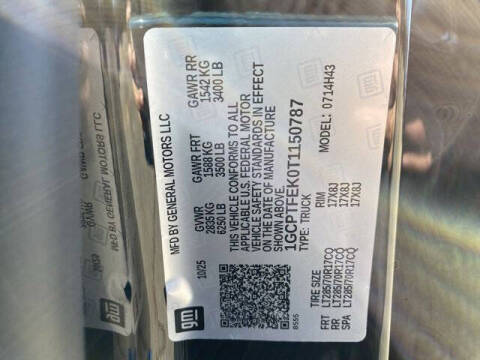 MFD BY GENERAL MOTORS LLC
10/25
GVWR
2835 KG
6250 LB
GAWR FRT
1588 KG
3500 LB
GAWR RR
1542 KG
3400 LB
THIS VEHICLE CONFORMS TO ALL
APPLICABLE U.S. FEDERAL MOTOR
VEHICLE SAFETY STANDARDS IN EFFECT
ON THE DATE OF MANUFACTURE
SHOWN ABOVE.
1GCPTFEK0T1150787
TYPE: TRUCK
MODEL: 0714H43
gm
8555
TIRE SIZE
RIM
FRT LT285/70R17CQ 17X8J
RR LT285/70R17CQ 17X8J
SPA LT285/70R17CQ 17X8J